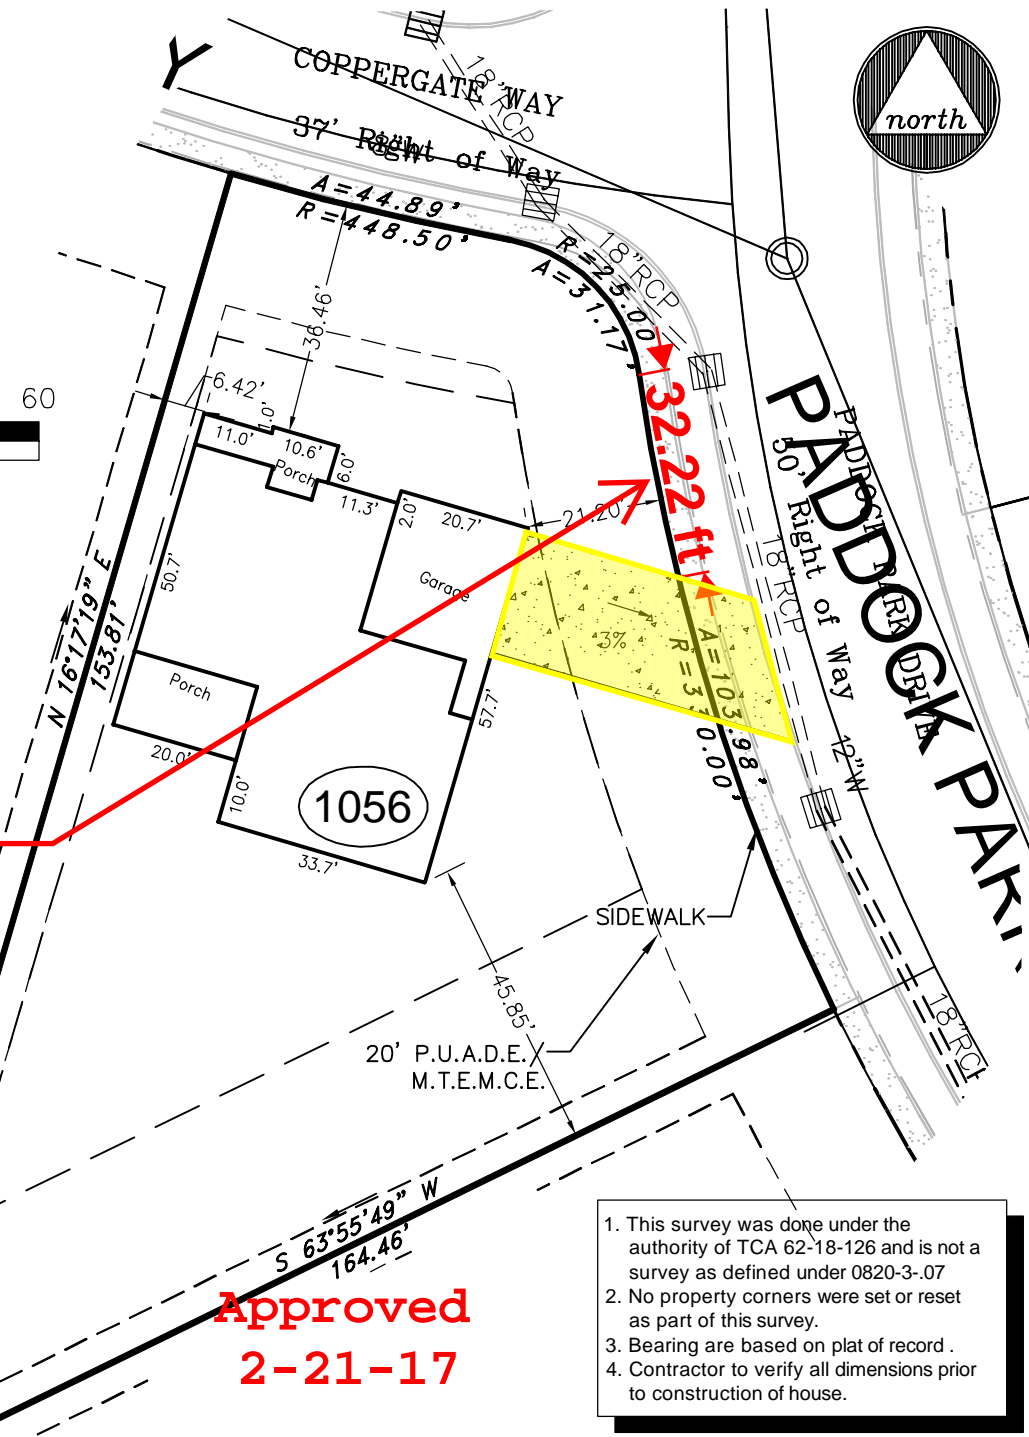 Y
COPPERGATE WAY
37' Right of Way
8"W
18"RCP
north
A=44.89'
R=448.50'
R=25.00'
A=31.17'
18"RCP
36.46'
60
6.42'
1.0'
11.0'
10.6'
Porch
6.0'
11.3'
2.0'
20.7'
21.20'
32.22 ft
PADDOCK PARK DRIVE
50' Right of Way
PADDOCK PARK
18"RCP
50.7'
Garage
3%
N 16°17'19" E
153.81'
Porch
20.0'
10.0'
57.7'
A=103.98'
R=330.00'
12"W
1056
33.7'
SIDEWALK
45.85'
18"RCP
20' P.U.A.D.E./
M.T.E.M.C.E.
S 63°55'49" W
164.46'
Approved
2-21-17
1. This survey was done under the
authority of TCA 62-18-126 and is not a
survey as defined under 0820-3-.07
2. No property corners were set or reset
as part of this survey.
3. Bearing are based on plat of record .
4. Contractor to verify all dimensions prior
to construction of house.